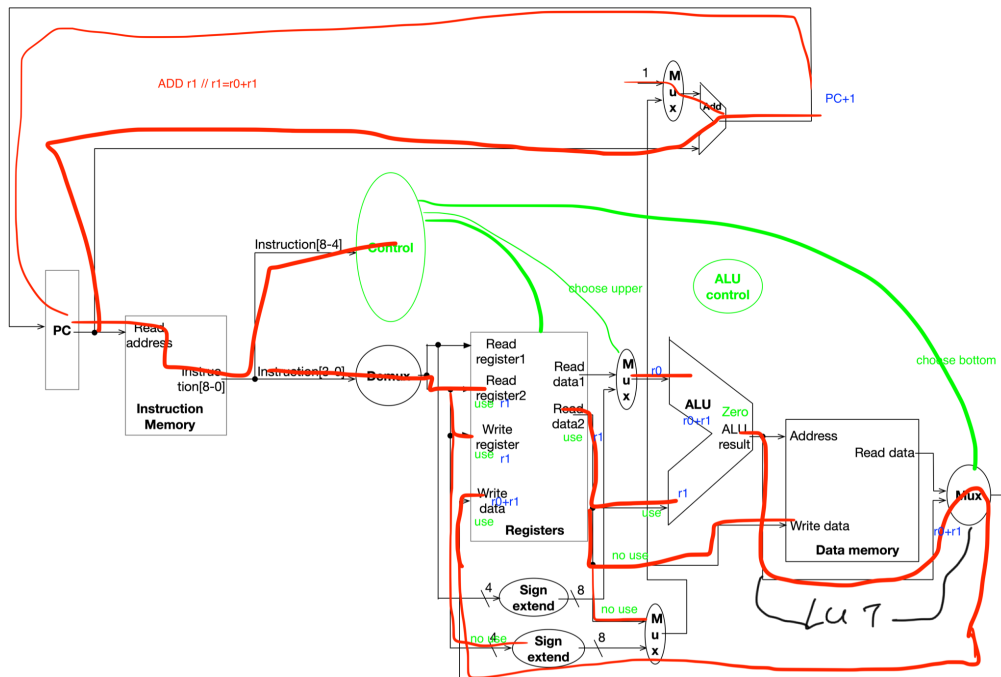 1
M
u
x
ADD r1 // r1=r0+r1
Add
PC+1
Instruction[8-4]
Control
ALU
control
choose upper
choose bottom
PC
Read
address
Instruc
tion[8-0]
Instruction
Memory
Instruction[3-0]
Demux
Read
register1
Read
register2
use r1
Write
register
use r1
Write
data r0+r1
use
Registers
Read
data1
Read
data2
use r1
M
u
x
r0
ALU
r0+r1
Zero
ALU
result
r1
use
Address
Read data
Write data
Data memory
Mux
r0+r1
no use
4
Sign
extend
8
no use
no use
4
Sign
extend
8
M
u
x